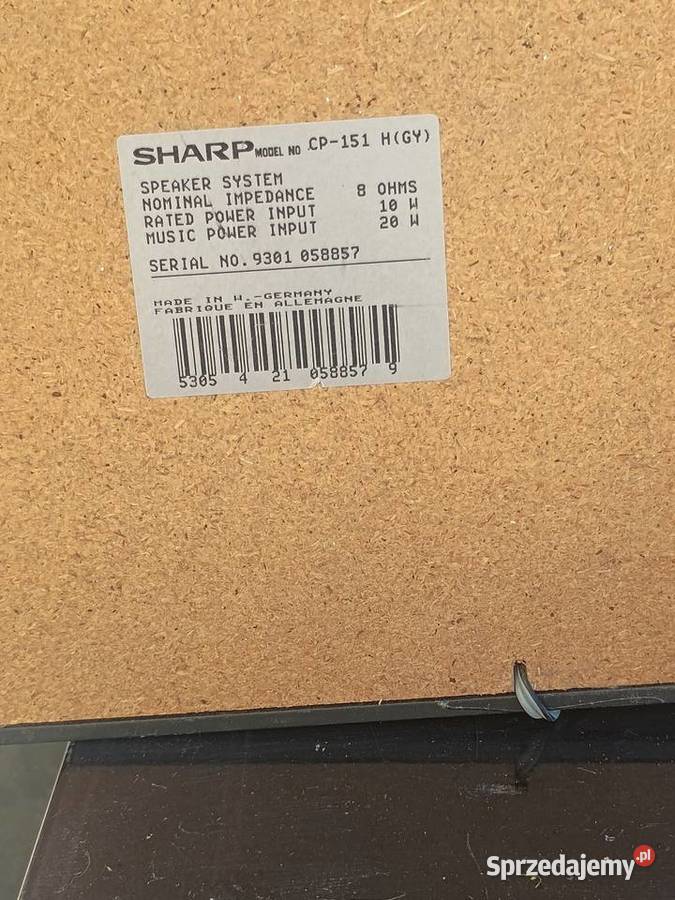 SHARP MODEL NO .CP-151 H(GY)
SPEAKER SYSTEM
NOMINAL IMPEDANCE 8 OHMS
RATED POWER INPUT 10 W
MUSIC POWER INPUT 20 W
SERIAL NO. 9301 058857
MADE IN W.-GERMANY
FABRIQUE EN ALLEMAGNE
5305 4 21 058857 9
Sprzedajemy.pl